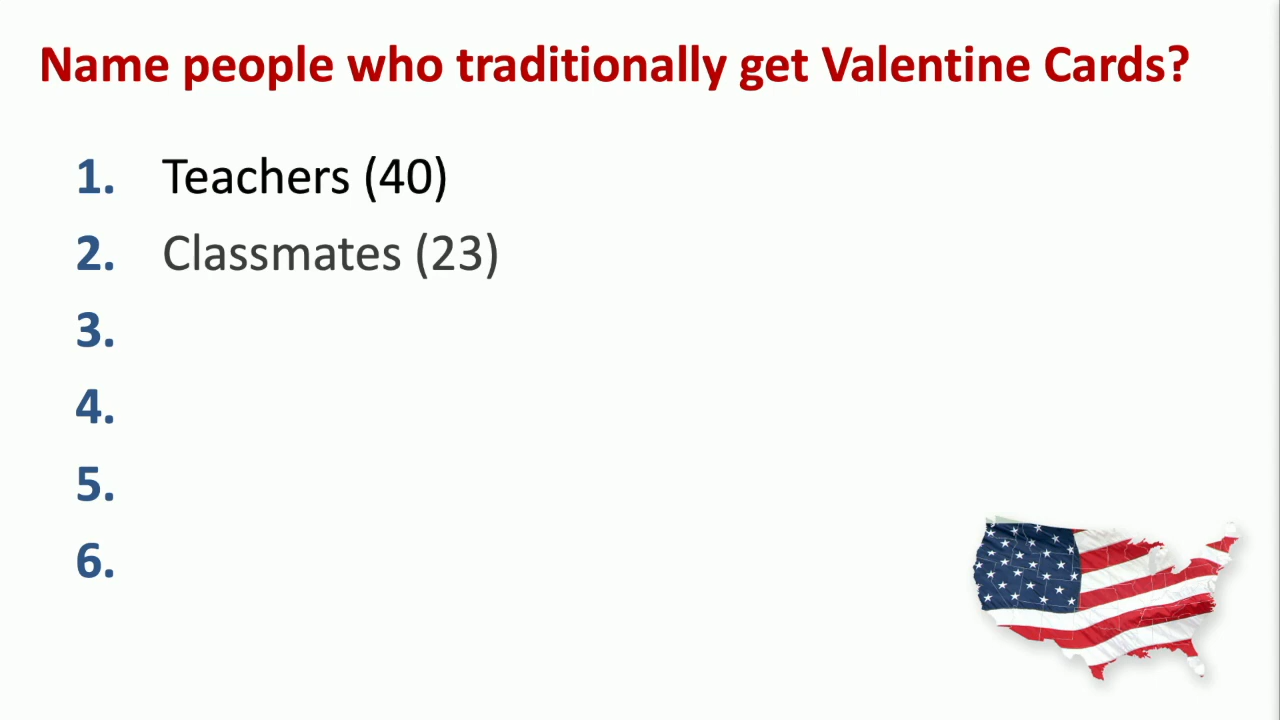 Name people who traditionally get Valentine Cards?
1. Teachers (40)
2. Classmates (23)
3.
4.
5.
6.